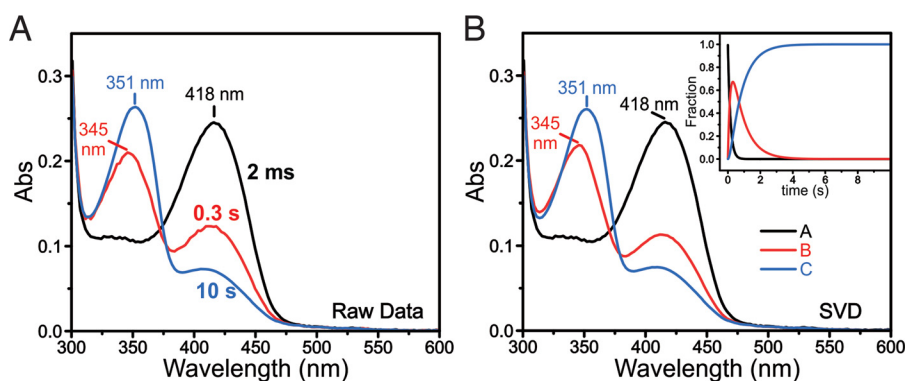 A
351 nm
418 nm
345
nm
2 ms
0.3 s
10 s
Raw Data
Abs
0.3
0.2
0.1
0.0
300 350 400 450 500 550 600
Wavelength (nm)
B
351 nm
418 nm
345
nm
A
B
C
SVD
Abs
0.3
0.2
0.1
0.0
300 350 400 450 500 550 600
Wavelength (nm)
Fraction
1.0
0.8
0.6
0.4
0.2
0.0
0 2 4 6 8
time (s)